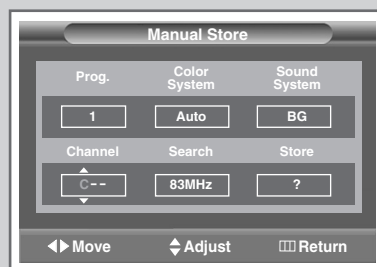 Manual Store
Prog. Color System Sound System
1 Auto BG
Channel Search Store
C-- 83MHz ?
Move Adjust Return